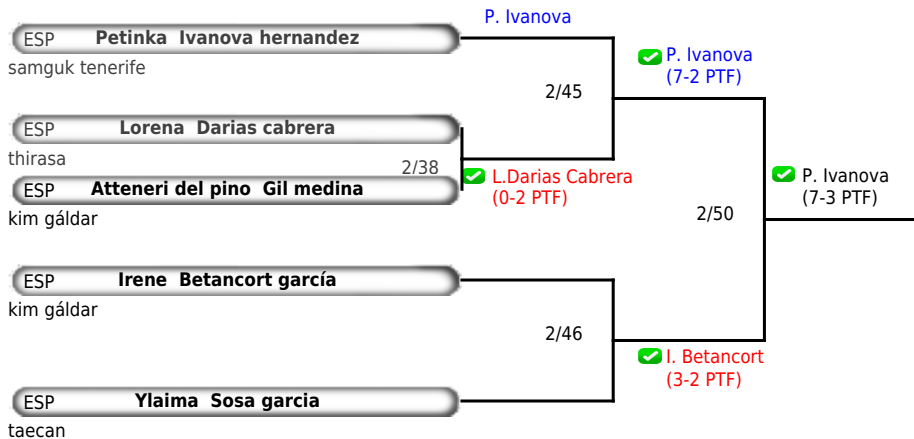 P. Ivanova
ESP Petinka Ivanova hernandez
samguk tenerife
P. Ivanova
(7-2 PTF)
2/45
ESP Lorena Darias cabrera
thirasa
2/38
L.Darias Cabrera
(0-2 PTF)
ESP Atteneri del pino Gil medina
kim gáldar
P. Ivanova
(7-3 PTF)
2/50
ESP Irene Betancort garcía
kim gáldar
2/46
I. Betancort
(3-2 PTF)
ESP Ylaima Sosa garcia
taecan